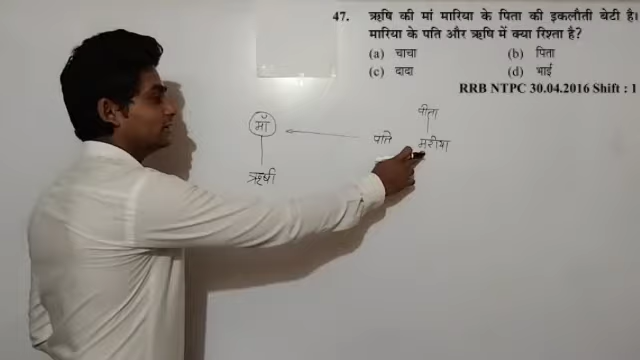 47. ऋषि की मां मारिया के पिता की इकलौती बेटी है।
मारिया के पति और ऋषि में क्या रिश्ता है?
(a) चाचा (b) पिता
(c) दादा (d) भाई
RRB NTPC 30.04.2016 Shift : 1
पीता
माँ पति मरीया
ऋषी